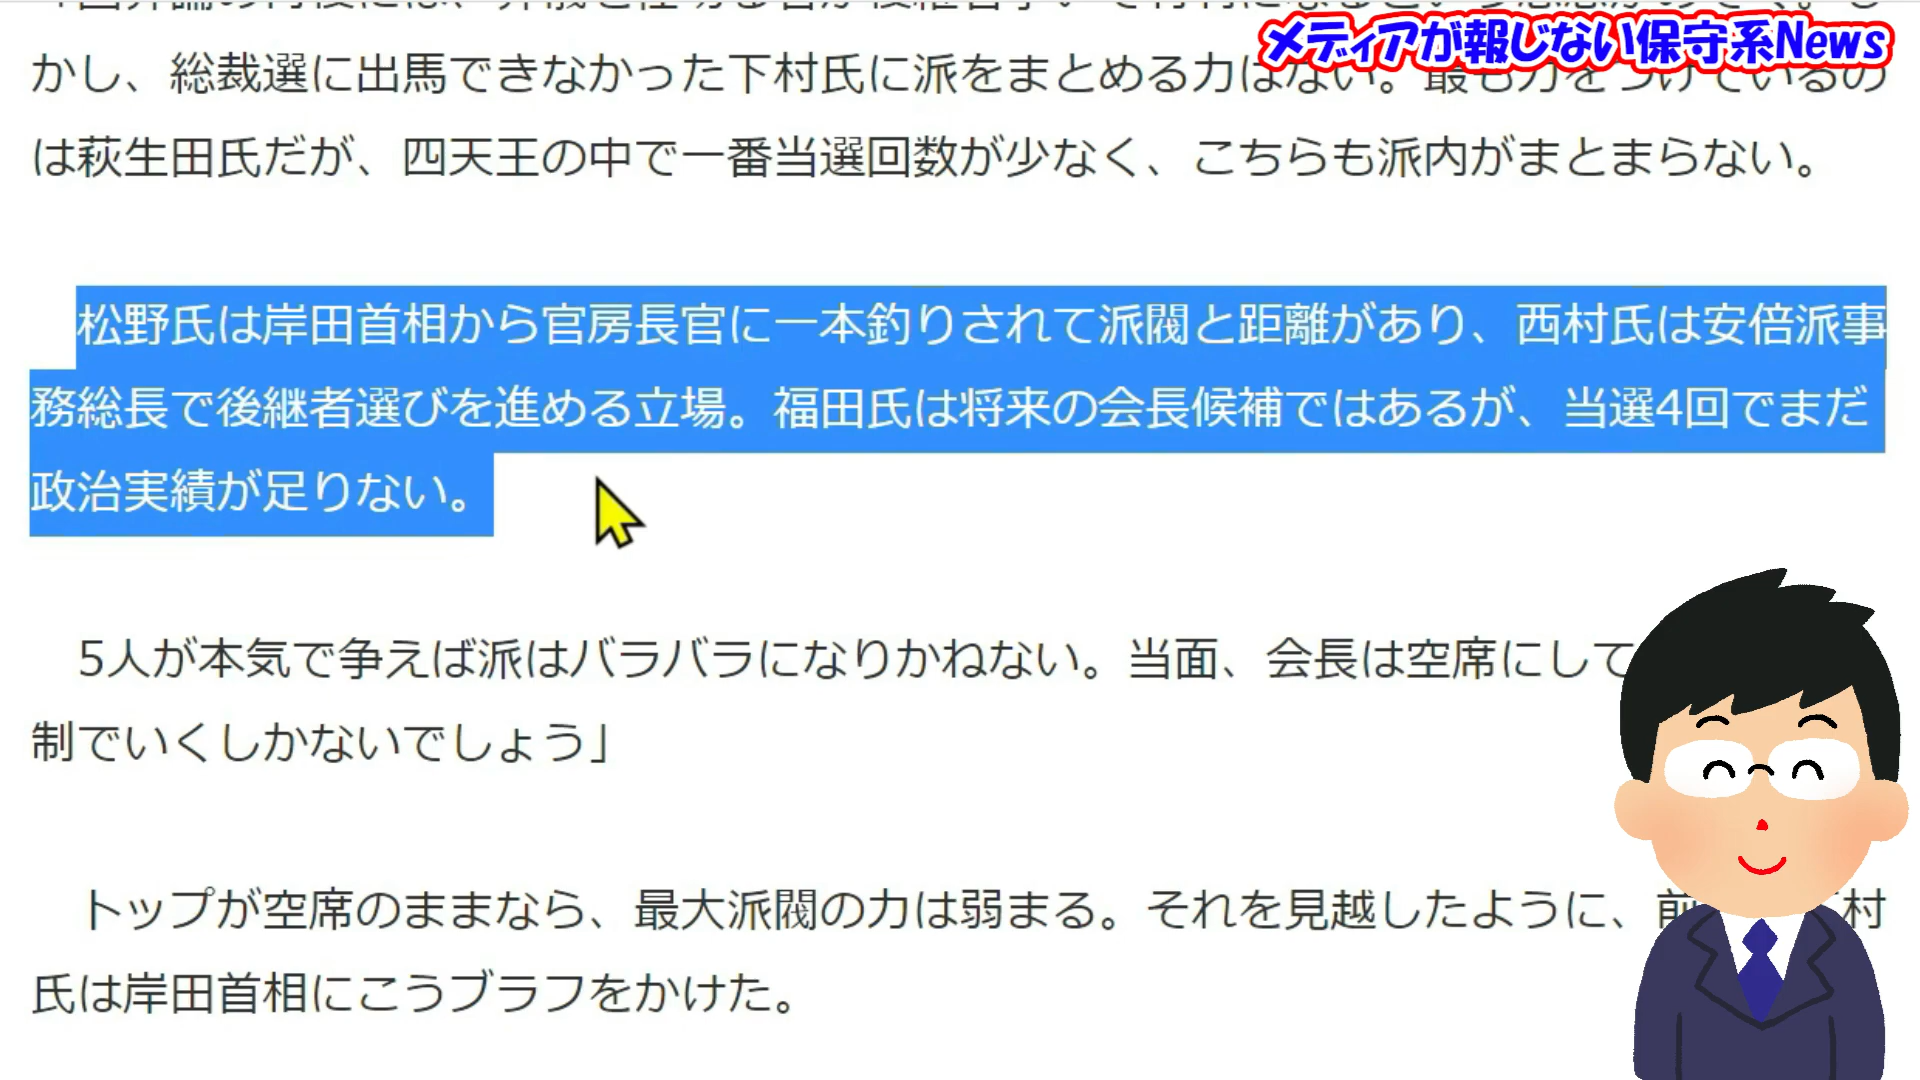 メディアが報じない保守系News
かし、総裁選に出馬できなかった下村氏に派をまとめる力はない。最も力をつけているの
は萩生田氏だが、四天王の中で一番当選回数が少なく、こちらも派内がまとまらない。
松野氏は岸田首相から官房長官に一本釣りされて派閥と距離があり、西村氏は安倍派事
務総長で後継者選びを進める立場。福田氏は将来の会長候補ではあるが、当選4回でまだ
政治実績が足りない。
5人が本気で争えば派はバラバラになりかねない。当面、会長は空席にして
制でいくしかないでしょう」
トップが空席のままなら、最大派閥の力は弱まる。それを見越したように、前 村
氏は岸田首相にこうブラフをかけた。